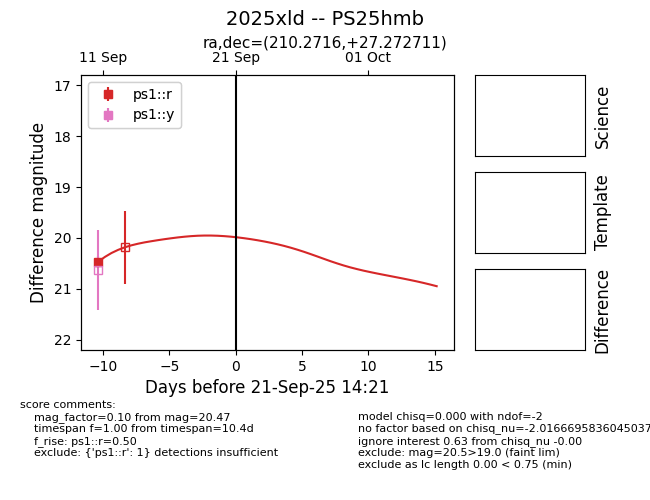 2025xld -- PS25hmb
ra,dec=(210.2716,+27.272711)
11 Sep
21 Sep
01 Oct
ps1::r
ps1::y
17
18
19
20
21
22
Difference magnitude
−10
−5
0
5
10
15
Days before 21-Sep-25 14:21
Science
Template
Difference
score comments:
mag_factor=0.10 from mag=20.47
timespan f=1.00 from timespan=10.4d
f_rise: ps1::r=0.50
exclude: {'ps1::r': 1} detections insufficient
model chisq=0.000 with ndof=-2
no factor based on chisq_nu=-2.0166695836045037
ignore interest 0.63 from chisq_nu -0.00
exclude: mag=20.5>19.0 (faint lim)
exclude as lc length 0.00 < 0.75 (min)